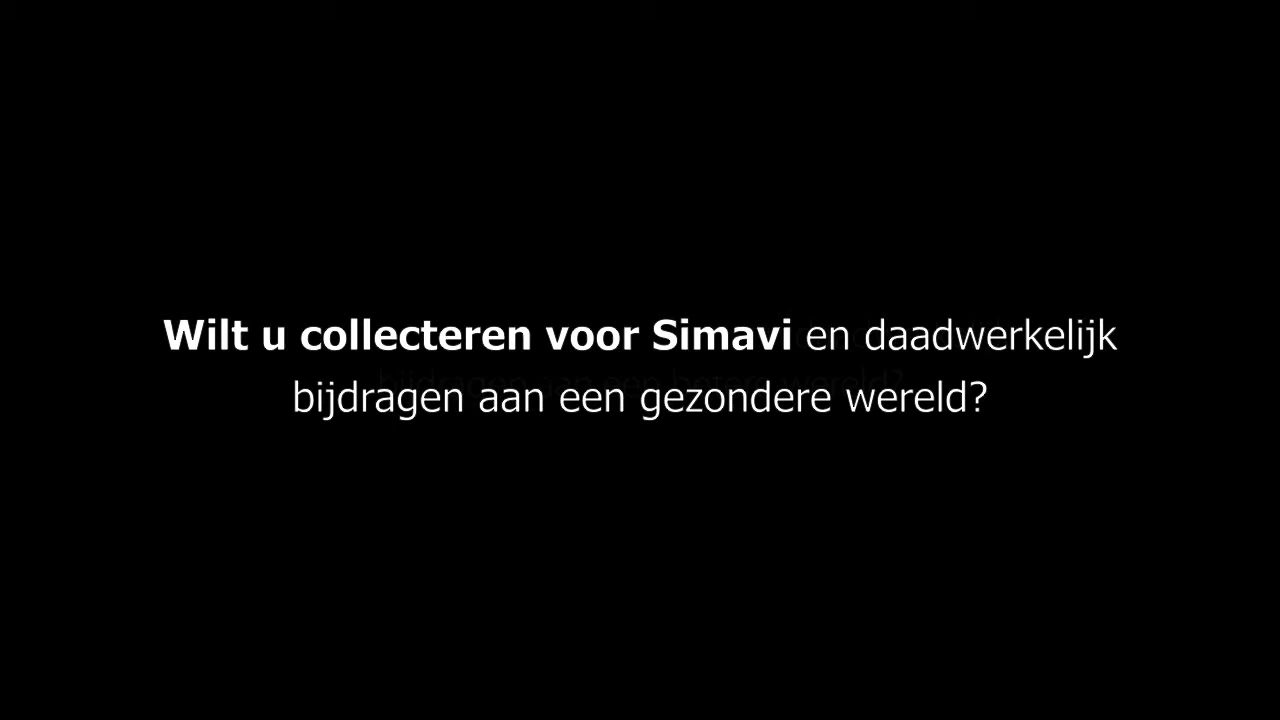 Wilt u collecteren voor Simavi en daadwerkelijk
bijdragen aan een gezondere wereld?